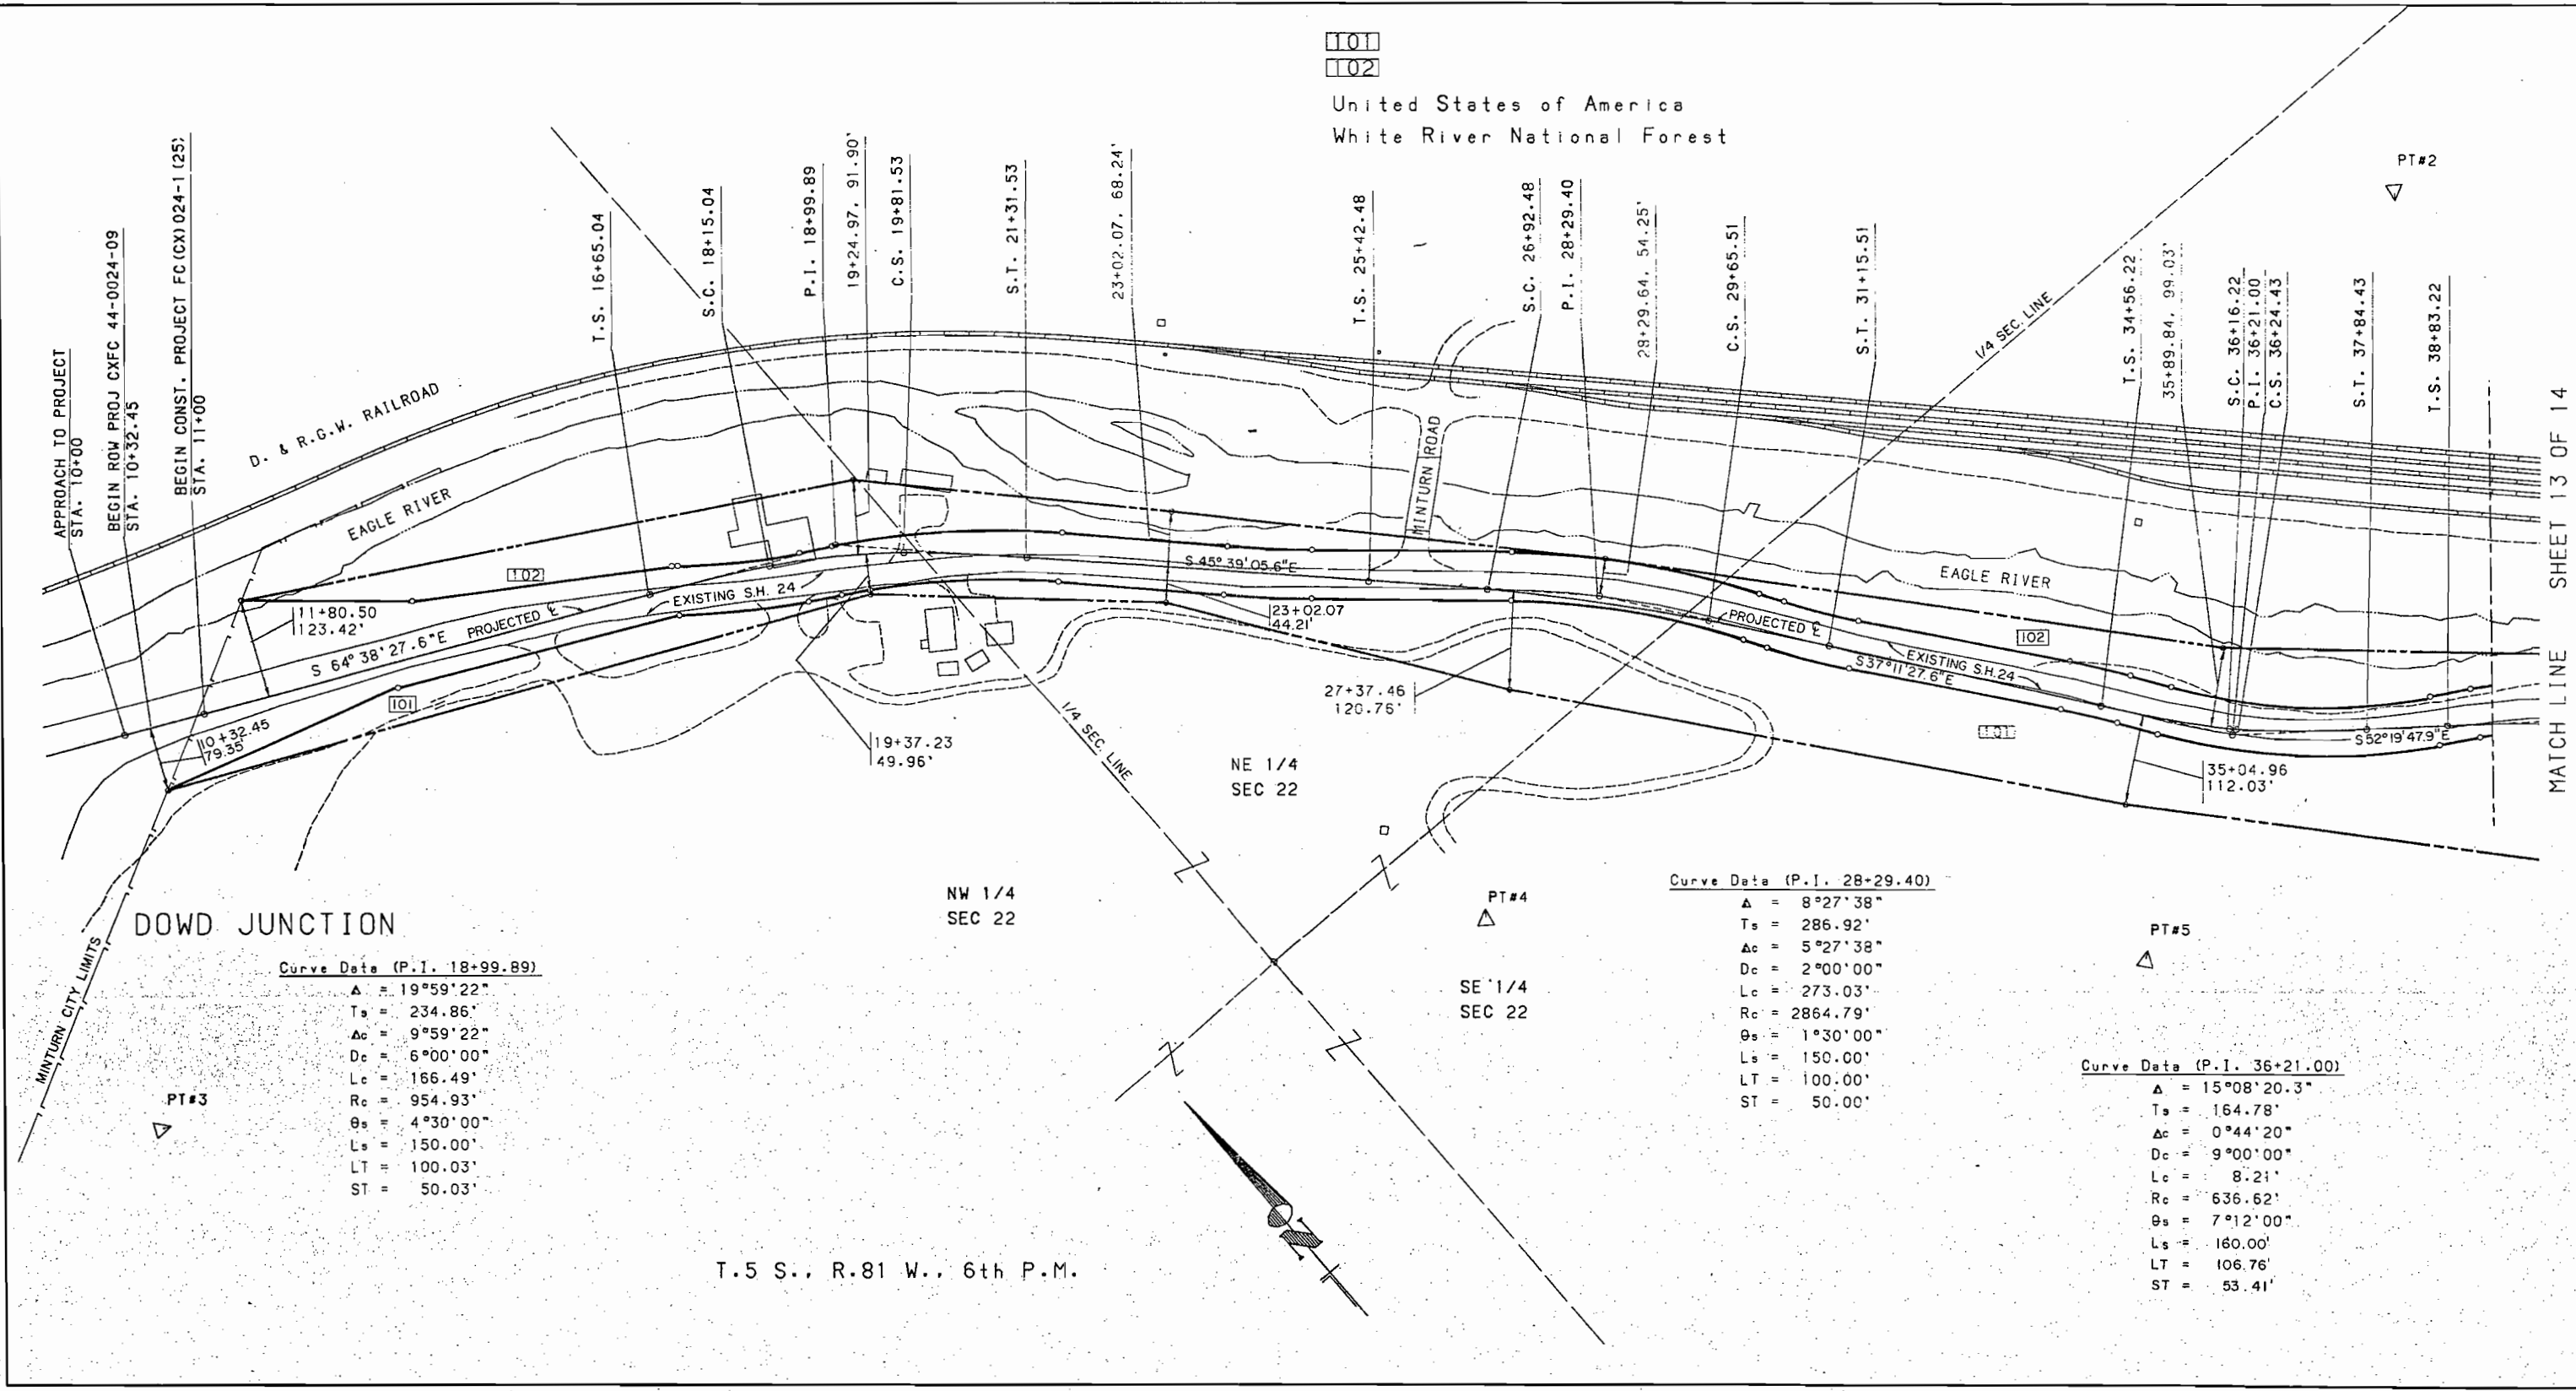 101
102
United States of America
White River National Forest
PT#2
APPROACH TO PROJECT
STA. 10+00
BEGIN ROW PROJ CXFC 44-0024-09
STA. 10+32.45
BEGIN CONST. PROJECT FC(CX)024-1(25)
STA. 11+00
T.S. 16+65.04
S.C. 18+15.04
P.I. 18+99.89
19+24.97, 91.90'
C.S. 19+81.53
S.T. 21+31.53
23+02.07, 68.24'
T.S. 25+42.48
S.C. 26+92.48
P.I. 28+29.40
28+29.64, 54.25'
C.S. 29+65.51
S.T. 31+15.51
1/4 SEC. LINE
T.S. 34+56.22
35+89.84, 99.03'
S.C. 36+16.22
P.I. 36+21.00
C.S. 36+24.43
S.T. 37+84.43
T.S. 38+83.22
MATCH LINE SHEET 13 OF 14
D. & R.G.W. RAILROAD
EAGLE RIVER
MINTURN ROAD
EAGLE RIVER
102
11+80.50
123.42'
S 64° 38' 27.6"E PROJECTED ℄
EXISTING S.H. 24
S 45° 39' 05.6"E
23+02.07
44.21'
PROJECTED ℄
102
EXISTING S.H. 24
S 37° 11' 27.6"E
S 52° 19' 47.9"E
101
10+32.45
79.35'
19+37.23
49.96'
1/4 SEC. LINE
27+37.46
120.76'
101
35+04.96
112.03'
NE 1/4
SEC 22
NW 1/4
SEC 22
SE 1/4
SEC 22
PT#4
PT#5
DOWD JUNCTION
MINTURN CITY LIMITS
PT#3
Curve Data (P.I. 18+99.89)
Δ = 19°59'22"
Ts = 234.86'
Δc = 9°59'22"
Dc = 6°00'00"
Lc = 166.49'
Rc = 954.93'
θs = 4°30'00"
Ls = 150.00'
LT = 100.03'
ST = 50.03'
Curve Data (P.I. 28+29.40)
Δ = 8°27'38"
Ts = 286.92'
Δc = 5°27'38"
Dc = 2°00'00"
Lc = 273.03'
Rc = 2864.79'
θs = 1°30'00"
Ls = 150.00'
LT = 100.00'
ST = 50.00'
Curve Data (P.I. 36+21.00)
Δ = 15°08'20.3"
Ts = 164.78'
Δc = 0°44'20"
Dc = 9°00'00"
Lc = 8.21'
Rc = 636.62'
θs = 7°12'00"
Ls = 160.00'
LT = 106.76'
ST = 53.41'
N
T.5 S., R.81 W., 6th P.M.